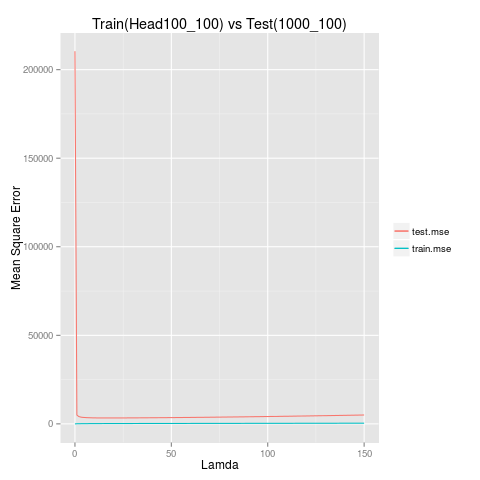 Train(Head100_100) vs Test(1000_100)
200000
150000
100000
50000
0
Mean Square Error
0 50 100 150
Lamda
test.mse
train.mse